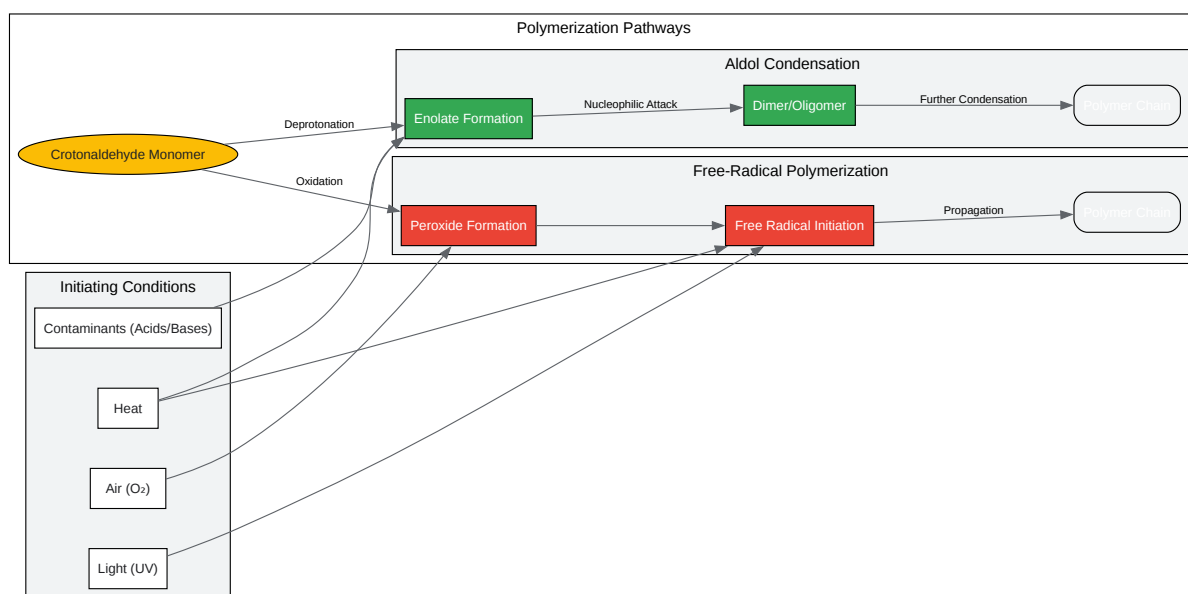 Polymerization Pathways
Aldol Condensation
Enolate Formation
Nucleophilic Attack
Dimer/Oligomer
Further Condensation
Polymer Chain
Deprotonation
Crotonaldehyde Monomer
Oxidation
Free-Radical Polymerization
Peroxide Formation
Free Radical Initiation
Propagation
Polymer Chain
Initiating Conditions
Contaminants (Acids/Bases)
Heat
Air (O₂)
Light (UV)